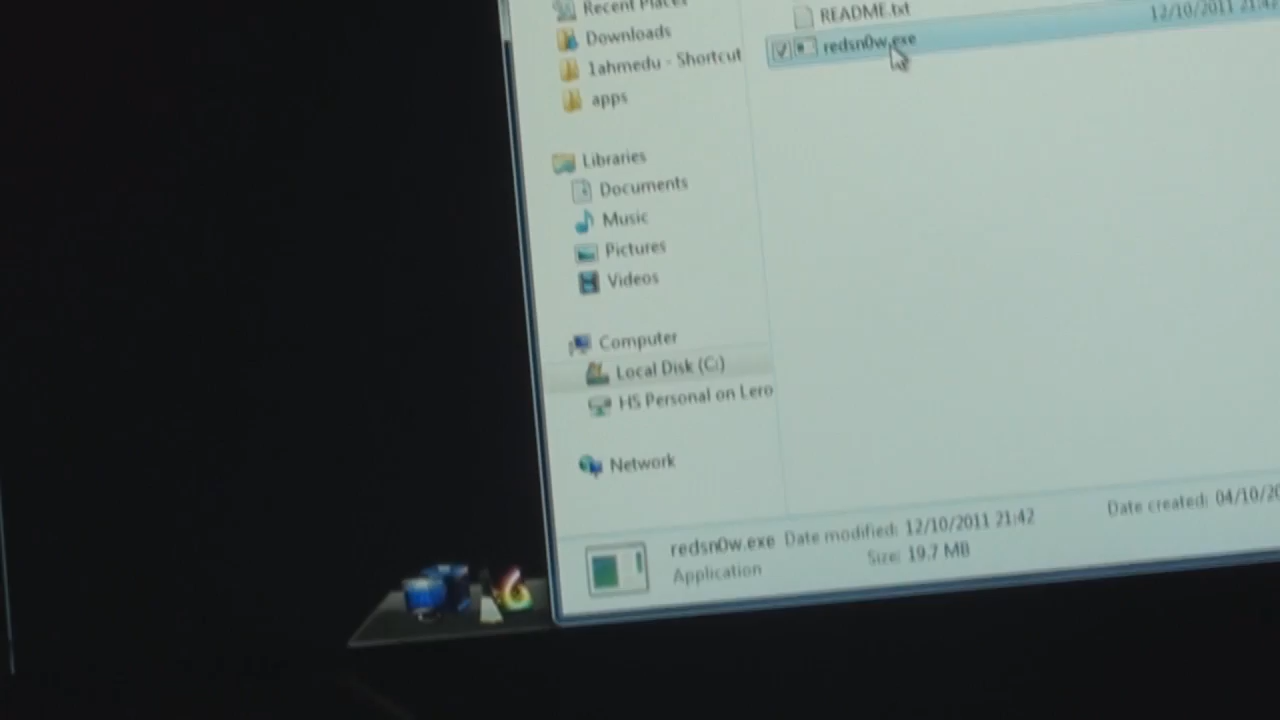 Recent Places
README.txt
12/10/2011 21:42
Downloads
redsn0w.exe
1ahmedu - Shortcut
apps
Libraries
Documents
Music
Pictures
Videos
Computer
Local Disk (C:)
HS Personal on Lero
Network
redsn0w.exe Date modified: 12/10/2011 21:42 Date created: 04/10/20
Application Size: 19.7 MB
6